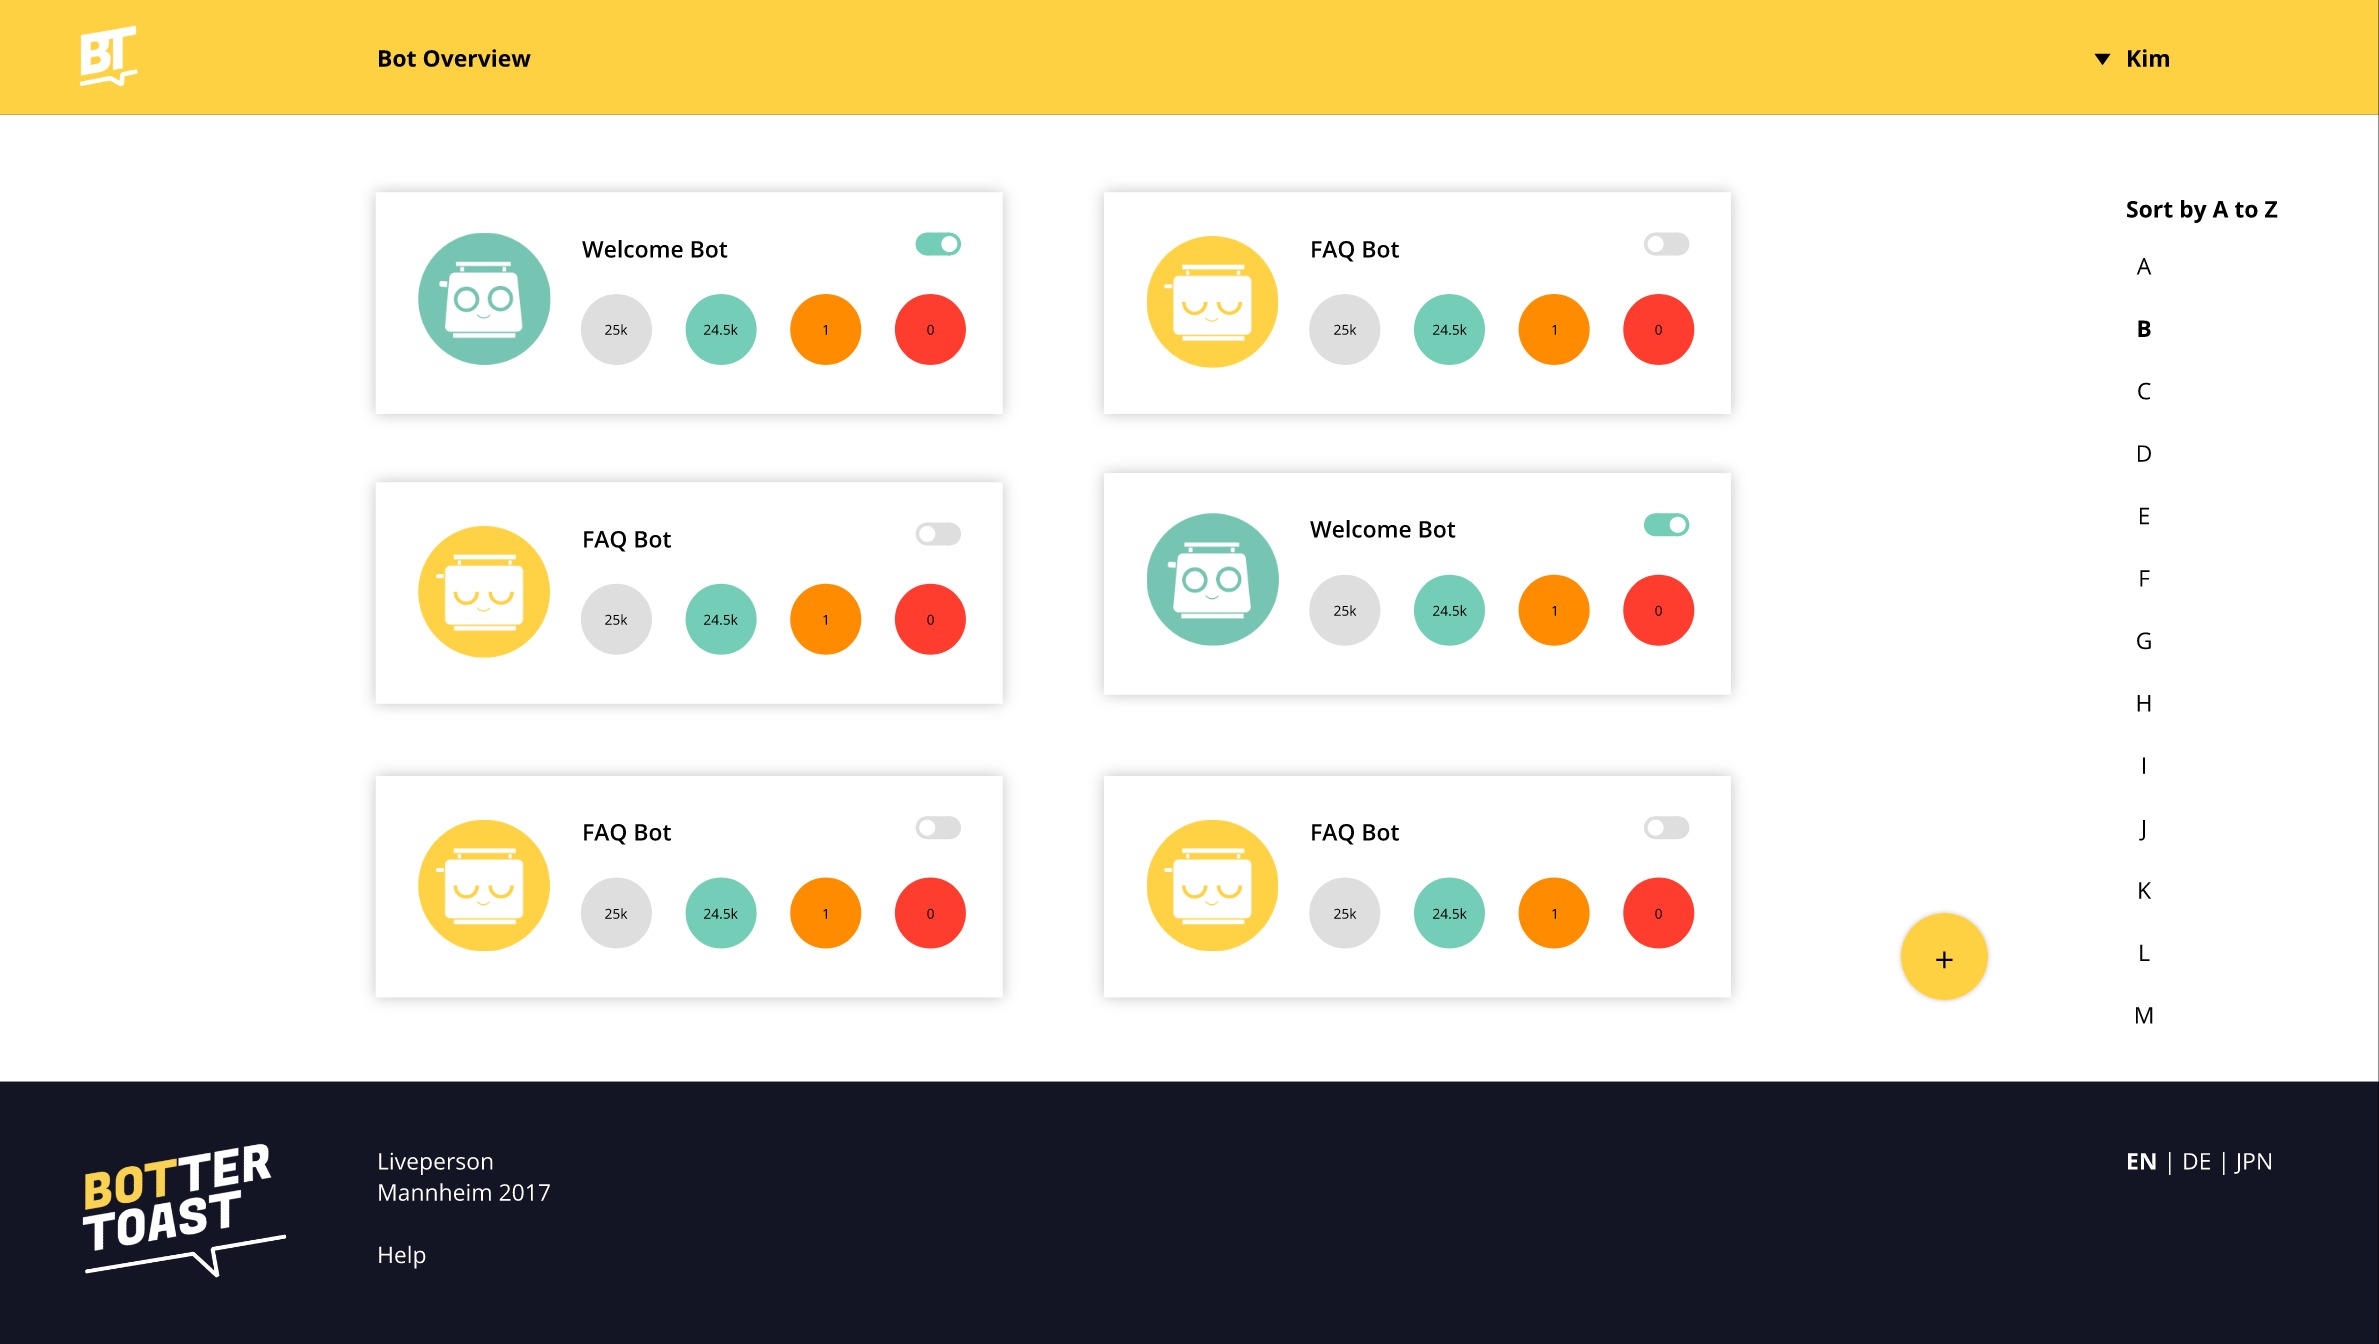 BT
Bot Overview
Kim
Welcome Bot
25k 24.5k 1 0
FAQ Bot
25k 24.5k 1 0
FAQ Bot
25k 24.5k 1 0
Welcome Bot
25k 24.5k 1 0
FAQ Bot
25k 24.5k 1 0
FAQ Bot
25k 24.5k 1 0
+
Sort by A to Z
A
B
C
D
E
F
G
H
I
J
K
L
M
BOTTER
TOAST
Liveperson
Mannheim 2017
Help
EN | DE | JPN